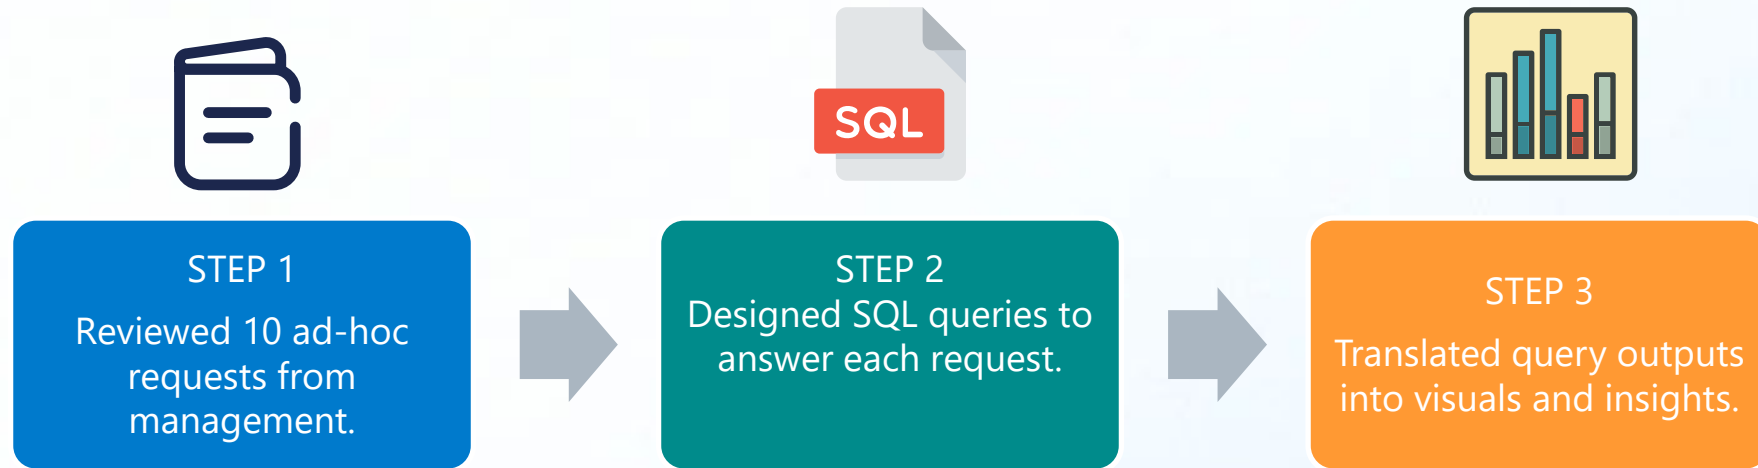 SQL
STEP 1
Reviewed 10 ad-hoc
requests from
management.
STEP 2
Designed SQL queries to
answer each request.
STEP 3
Translated query outputs
into visuals and insights.